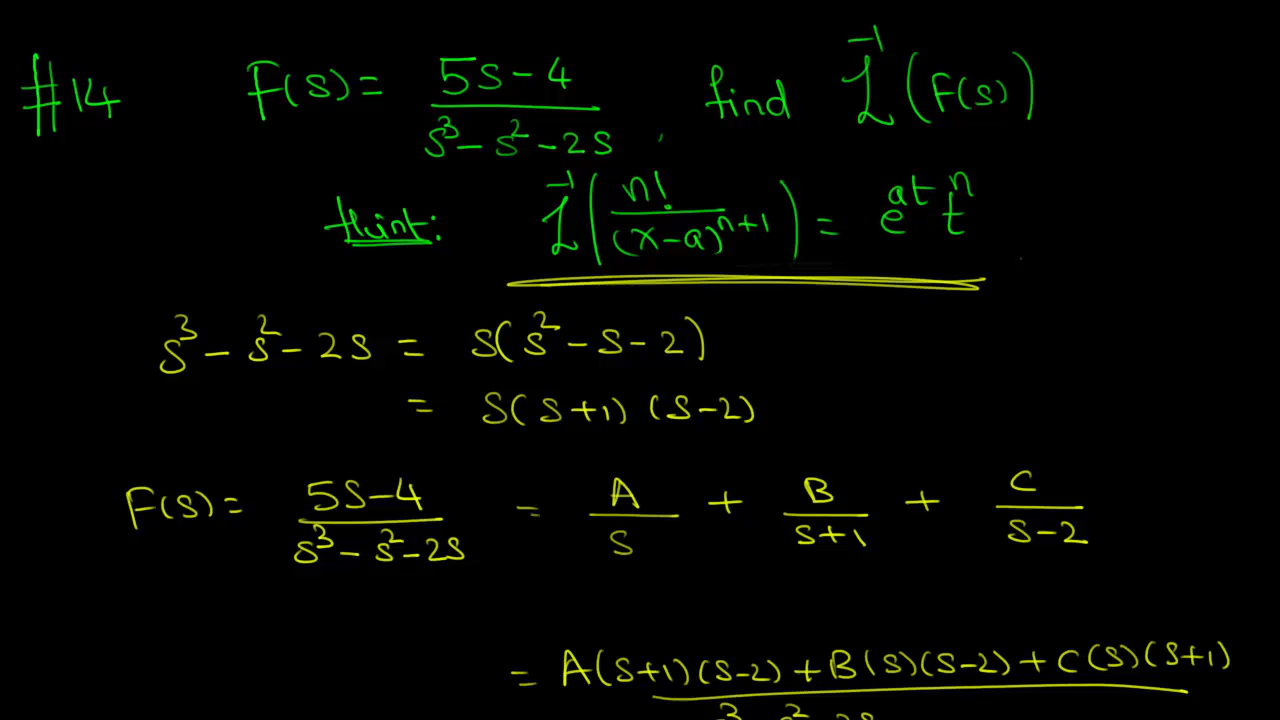 #14 F(s) = (5s-4)/(s³-s²-2s), find ℒ⁻¹(F(s))
Hint: ℒ⁻¹(n!/(x-a)ⁿ⁺¹) = eᵃᵗ tⁿ
s³-s²-2s = s(s²-s-2)
= s(s+1)(s-2)
F(s) = (5s-4)/(s³-s²-2s) = A/s + B/(s+1) + C/(s-2)
= A(s+1)(s-2)+B(s)(s-2)+C(s)(s+1)